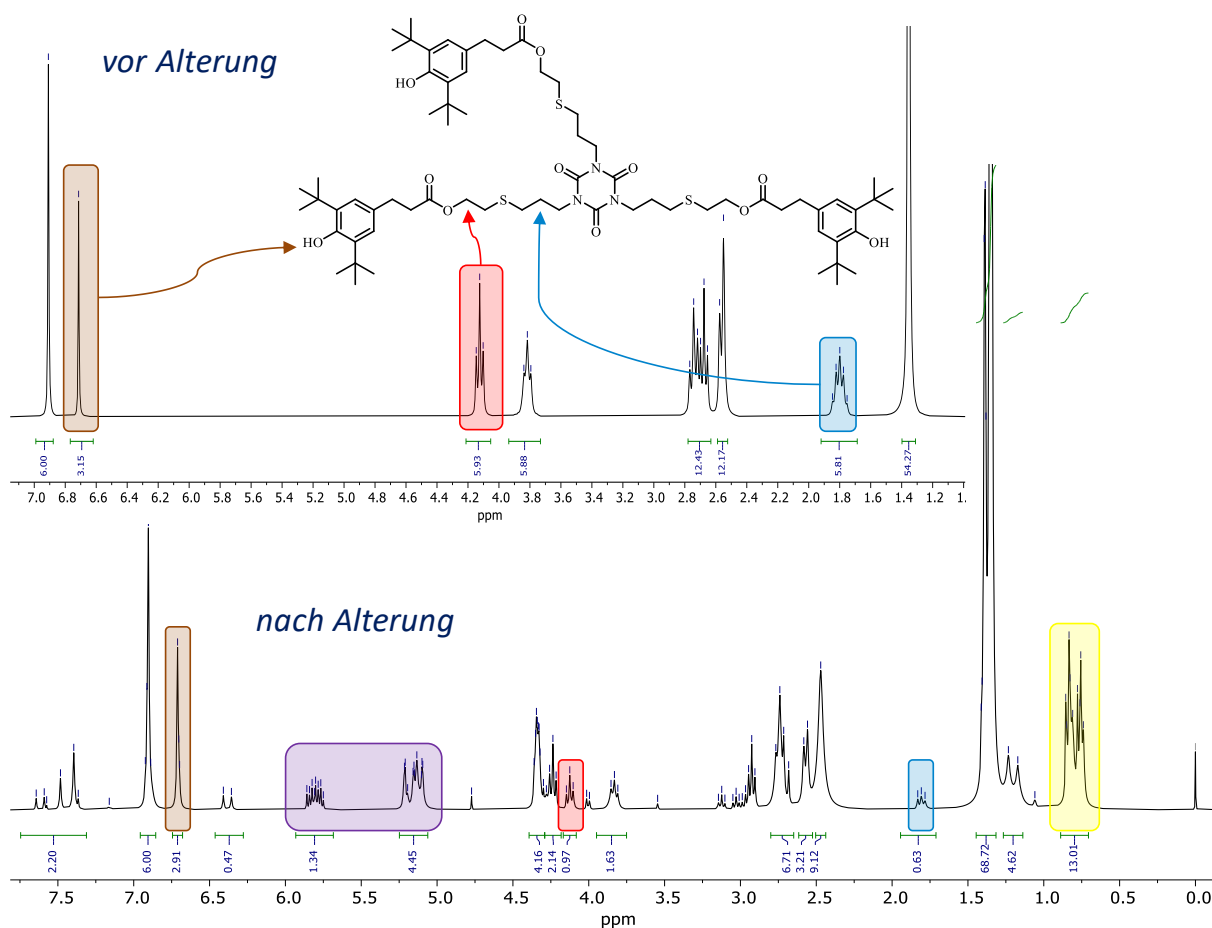 vor Alterung
O
O
HO
S
N
O
O
O
O
S
N
N
S
O
O
O
HO
OH
6.00
3.15
5.93
5.88
12.43
12.17
5.81
54.27
7.0 6.8 6.6 6.4 6.2 6.0 5.8 5.6 5.4 5.2 5.0 4.8 4.6 4.4 4.2 4.0 3.8 3.6 3.4 3.2 3.0 2.8 2.6 2.4 2.2 2.0 1.8 1.6 1.4 1.2 1.
ppm
nach Alterung
2.20
6.00
2.91
0.47
1.34
4.45
4.16
2.14
0.97
1.63
6.71
3.21
9.12
0.63
68.72
4.62
13.01
7.5 7.0 6.5 6.0 5.5 5.0 4.5 4.0 3.5 3.0 2.5 2.0 1.5 1.0 0.5 0.0
ppm